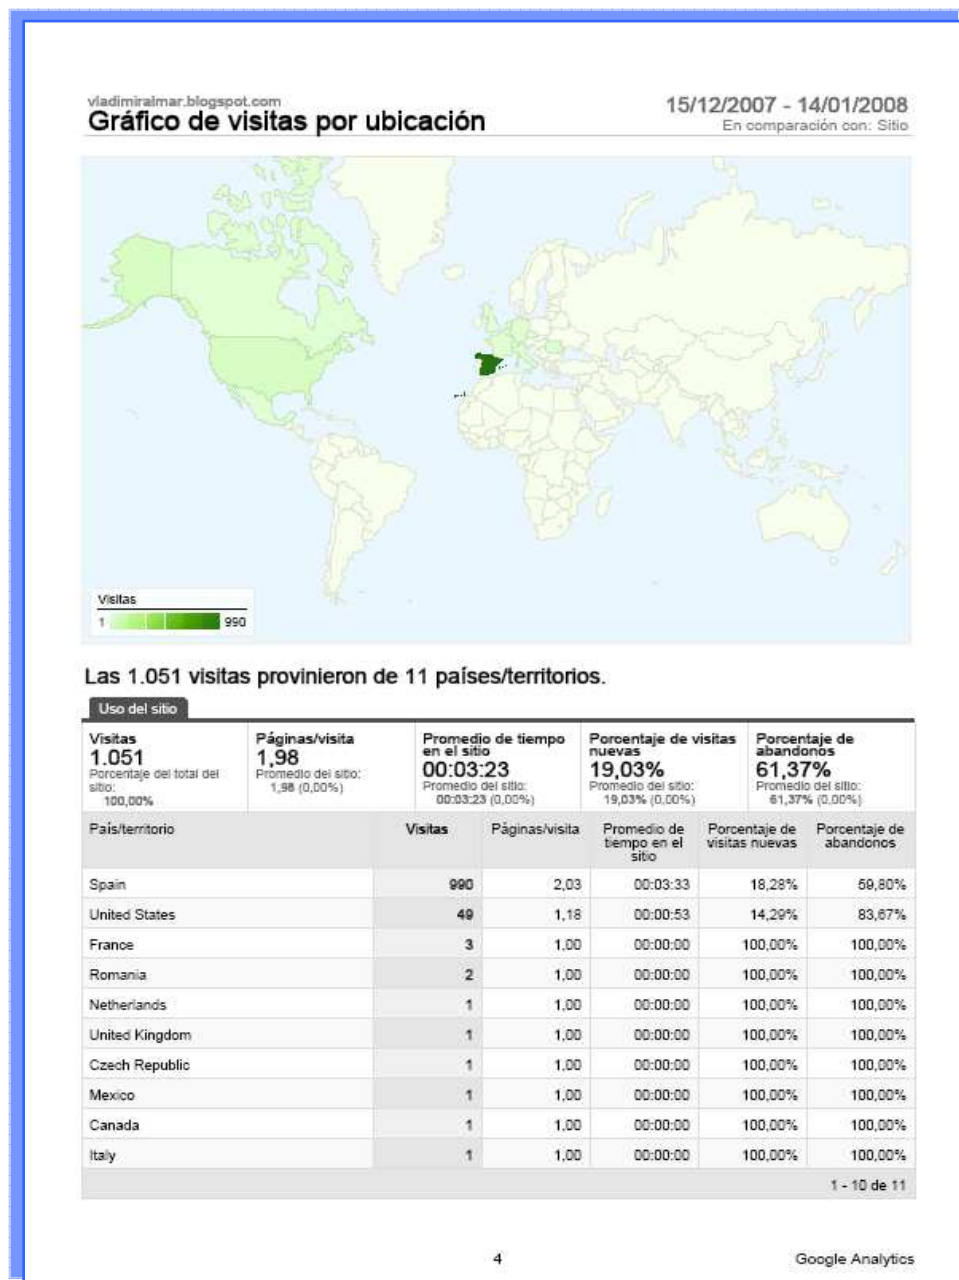 vladimiralmar.blogspot.com
Gráfico de visitas por ubicación
15/12/2007 - 14/01/2008
En comparación con: Sitio
Visitas
1 990
Las 1.051 visitas provinieron de 11 países/territorios.
Uso del sitio
Visitas
1.051
Porcentaje del total del
sitio:
100,00%
Páginas/visita
1,98
Promedio del sitio:
1,98 (0,00%)
Promedio de tiempo
en el sitio
00:03:23
Promedio del sitio:
00:03:23 (0,00%)
Porcentaje de visitas
nuevas
19,03%
Promedio del sitio:
19,03% (0,00%)
Porcentaje de
abandonos
61,37%
Promedio del sitio:
61,37% (0,00%)
País/territorio Visitas Páginas/visita Promedio de tiempo en el sitio Porcentaje de visitas nuevas Porcentaje de abandonos
Spain 990 2,03 00:03:33 18,28% 59,80%
United States 49 1,18 00:00:53 14,29% 83,67%
France 3 1,00 00:00:00 100,00% 100,00%
Romania 2 1,00 00:00:00 100,00% 100,00%
Netherlands 1 1,00 00:00:00 100,00% 100,00%
United Kingdom 1 1,00 00:00:00 100,00% 100,00%
Czech Republic 1 1,00 00:00:00 100,00% 100,00%
Mexico 1 1,00 00:00:00 100,00% 100,00%
Canada 1 1,00 00:00:00 100,00% 100,00%
Italy 1 1,00 00:00:00 100,00% 100,00%
1 - 10 de 11
4
Google Analytics